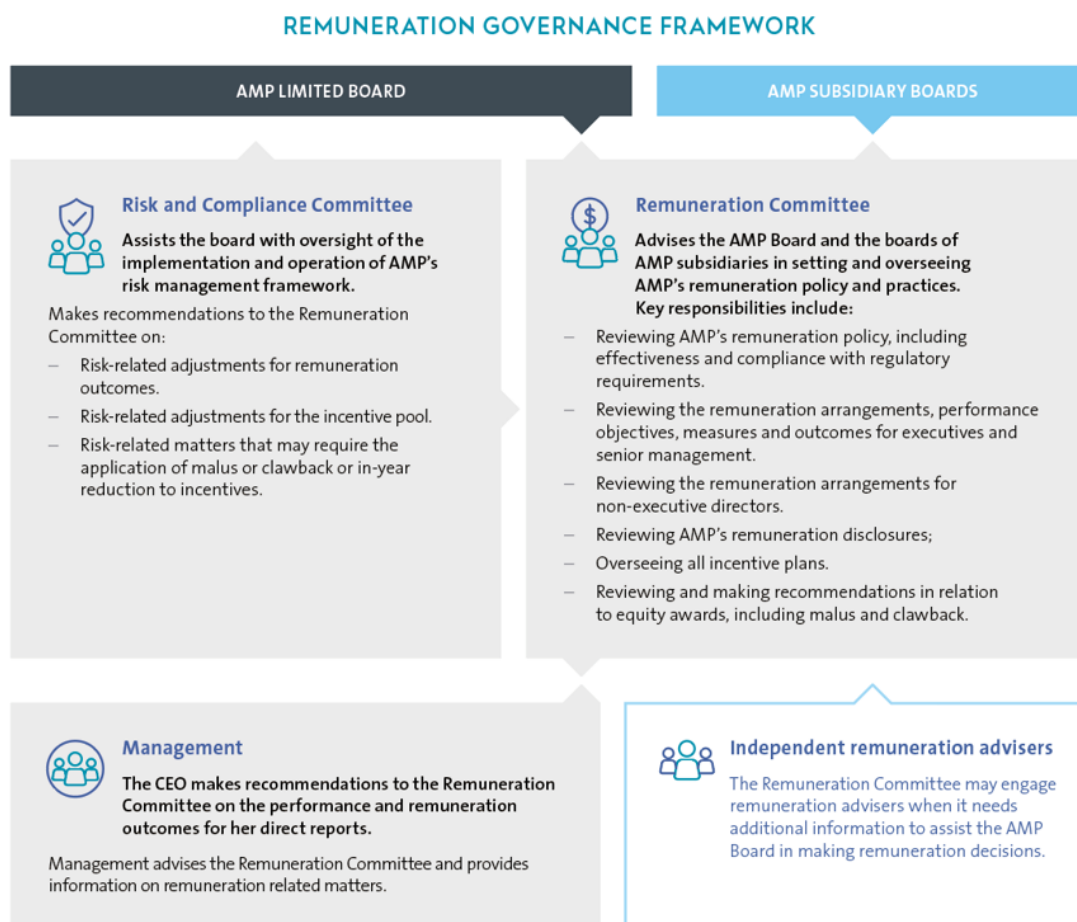 REMUNERATION GOVERNANCE FRAMEWORK
AMP LIMITED BOARD
AMP SUBSIDIARY BOARDS
Risk and Compliance Committee
Assists the board with oversight of the
implementation and operation of AMP's
risk management framework.
Makes recommendations to the Remuneration
Committee on:
– Risk-related adjustments for remuneration
outcomes.
– Risk-related adjustments for the incentive pool.
– Risk-related matters that may require the
application of malus or clawback or in-year
reduction to incentives.
$
Remuneration Committee
Advises the AMP Board and the boards of
AMP subsidiaries in setting and overseeing
AMP's remuneration policy and practices.
Key responsibilities include:
– Reviewing AMP's remuneration policy, including
effectiveness and compliance with regulatory
requirements.
– Reviewing the remuneration arrangements, performance
objectives, measures and outcomes for executives and
senior management.
– Reviewing the remuneration arrangements for
non-executive directors.
– Reviewing AMP's remuneration disclosures;
– Overseeing all incentive plans.
– Reviewing and making recommendations in relation
to equity awards, including malus and clawback.
Management
The CEO makes recommendations to the Remuneration
Committee on the performance and remuneration
outcomes for her direct reports.
Management advises the Remuneration Committee and provides
information on remuneration related matters.
Independent remuneration advisers
The Remuneration Committee may engage
remuneration advisers when it needs
additional information to assist the AMP
Board in making remuneration decisions.